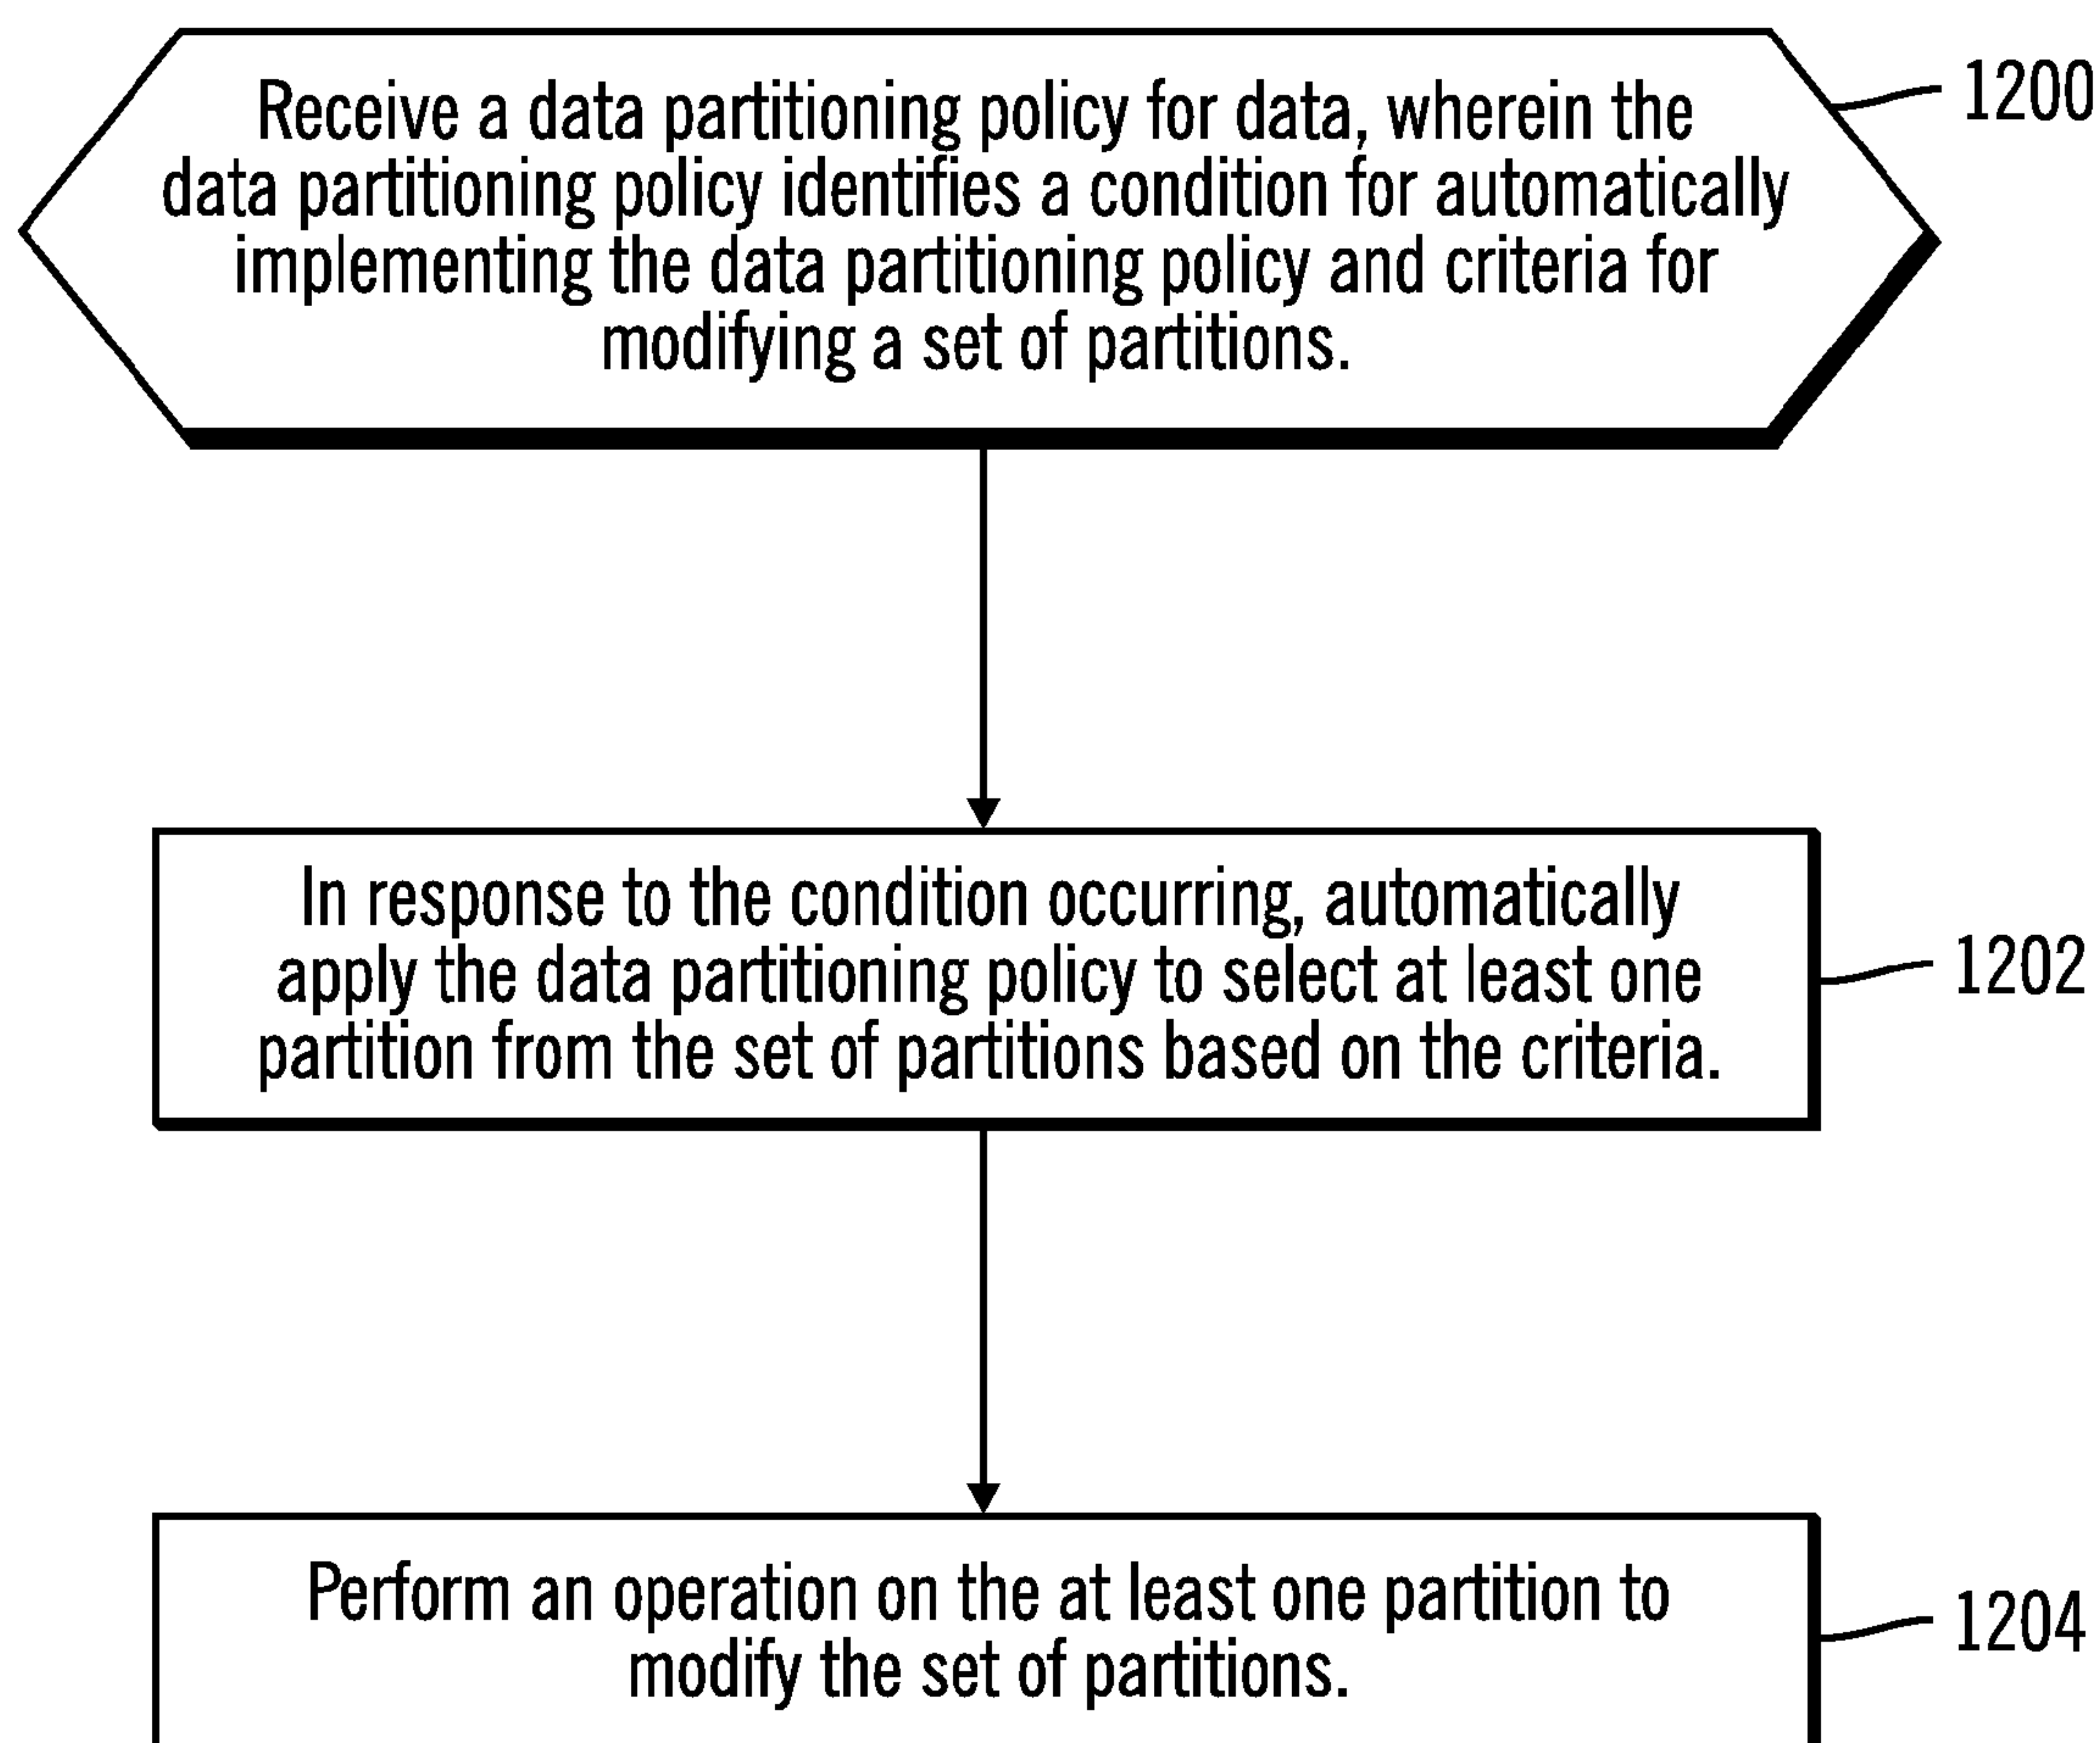 Receive a data partitioning policy for data, wherein the
data partitioning policy identifies a condition for automatically
implementing the data partitioning policy and criteria for
modifying a set of partitions.
1200
In response to the condition occurring, automatically
apply the data partitioning policy to select at least one
partition from the set of partitions based on the criteria.
1202
Perform an operation on the at least one partition to
modify the set of partitions.
1204